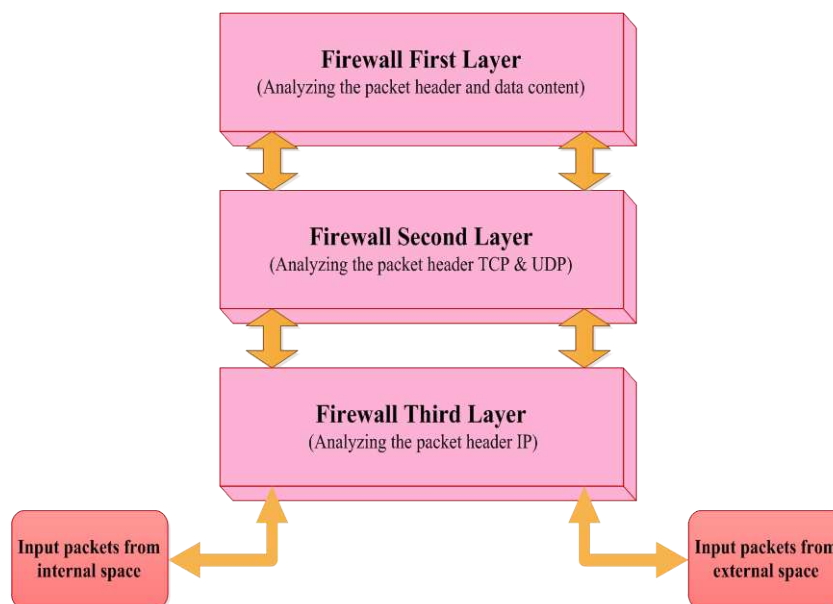 Firewall First Layer
(Analyzing the packet header and data content)
Firewall Second Layer
(Analyzing the packet header TCP & UDP)
Firewall Third Layer
(Analyzing the packet header IP)
Input packets from
internal space
Input packets from
external space